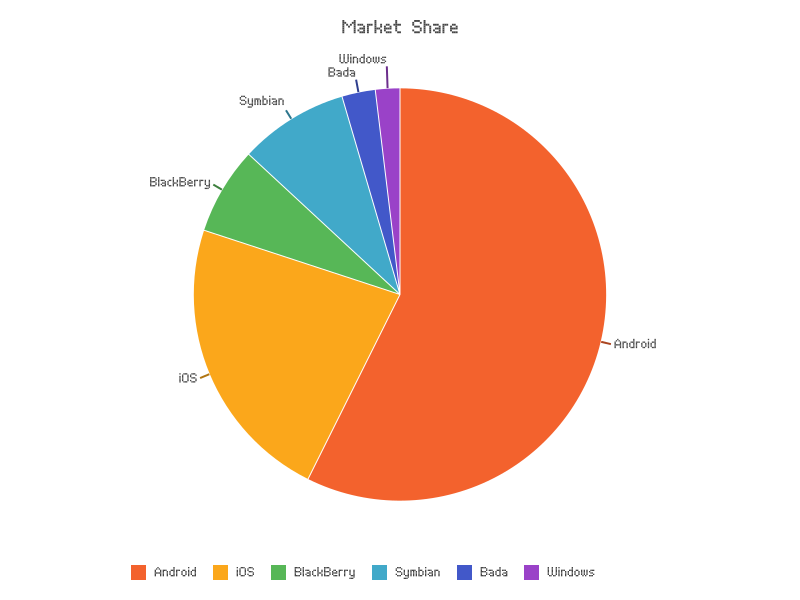 Market Share
Windows
Bada
Symbian
BlackBerry
Android
iOS
Android iOS BlackBerry Symbian Bada Windows